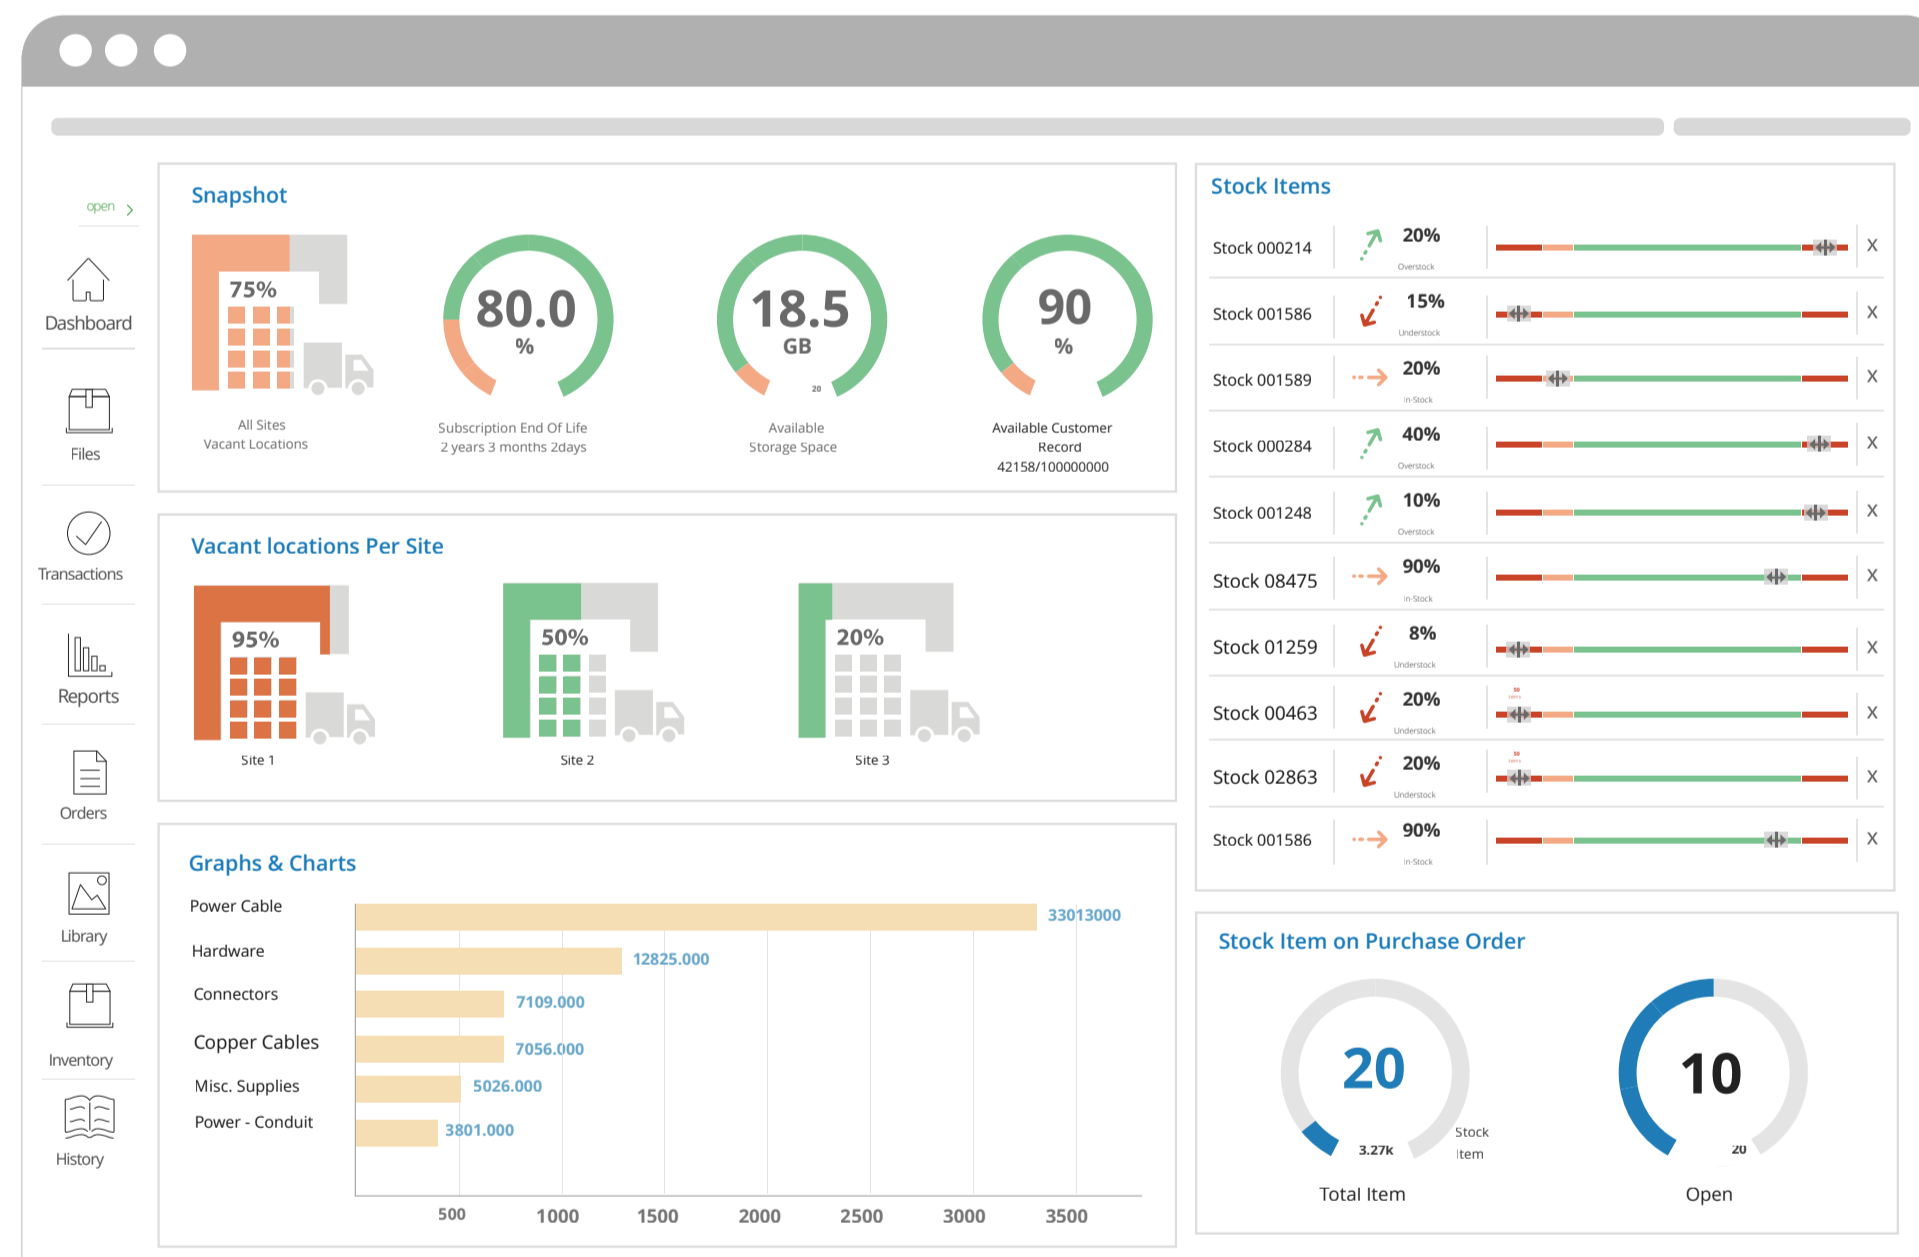 open >
Dashboard
Files
Transactions
Reports
Orders
Library
Inventory
History
Snapshot
75%
All Sites
Vacant Locations
80.0
%
Subscription End Of Life
2 years 3 months 2days
18.5
GB
20
Available
Storage Space
90
%
Available Customer
Record
42158/100000000
Vacant locations Per Site
95%
Site 1
50%
Site 2
20%
Site 3
Graphs & Charts
Power Cable
33013000
Hardware
12825.000
Connectors
7109.000
Copper Cables
7056.000
Misc. Supplies
5026.000
Power - Conduit
3801.000
500 1000 1500 2000 2500 3000 3500
Stock Items
Stock 000214
20%
Overstock
X
Stock 001586
15%
Understock
X
Stock 001589
20%
In-Stock
X
Stock 000284
40%
Overstock
X
Stock 001248
10%
Overstock
X
Stock 08475
90%
In-Stock
X
Stock 01259
8%
Understock
X
Stock 00463
20%
Understock
X
Stock 02863
20%
Understock
X
Stock 001586
90%
In-Stock
X
Stock Item on Purchase Order
20
3.27k
Stock
Item
Total Item
10
20
Open